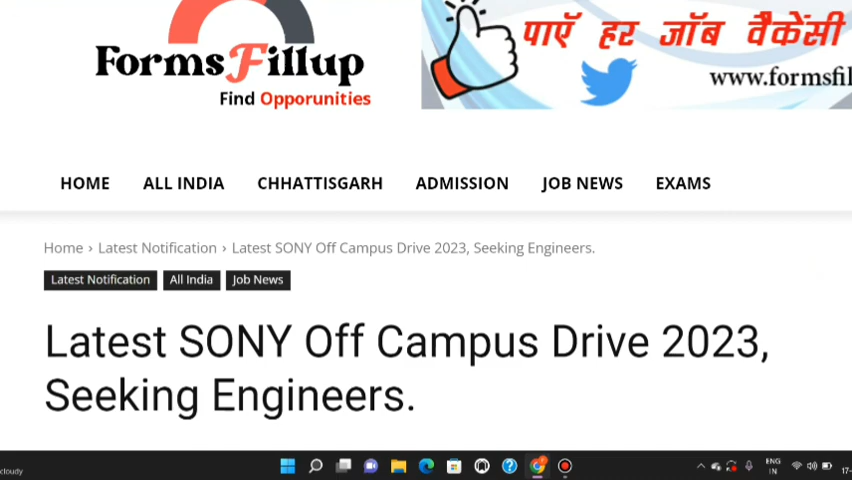 FormsFillup
Find Opporunities
पाएँ हर जॉब वैकेंसी
HOME ALL INDIA CHHATTISGARH ADMISSION JOB NEWS EXAMS
Home › Latest Notification › Latest SONY Off Campus Drive 2023, Seeking Engineers.
Latest Notification All India Job News
Latest SONY Off Campus Drive 2023,
Seeking Engineers.
cloudy
ENG
IN